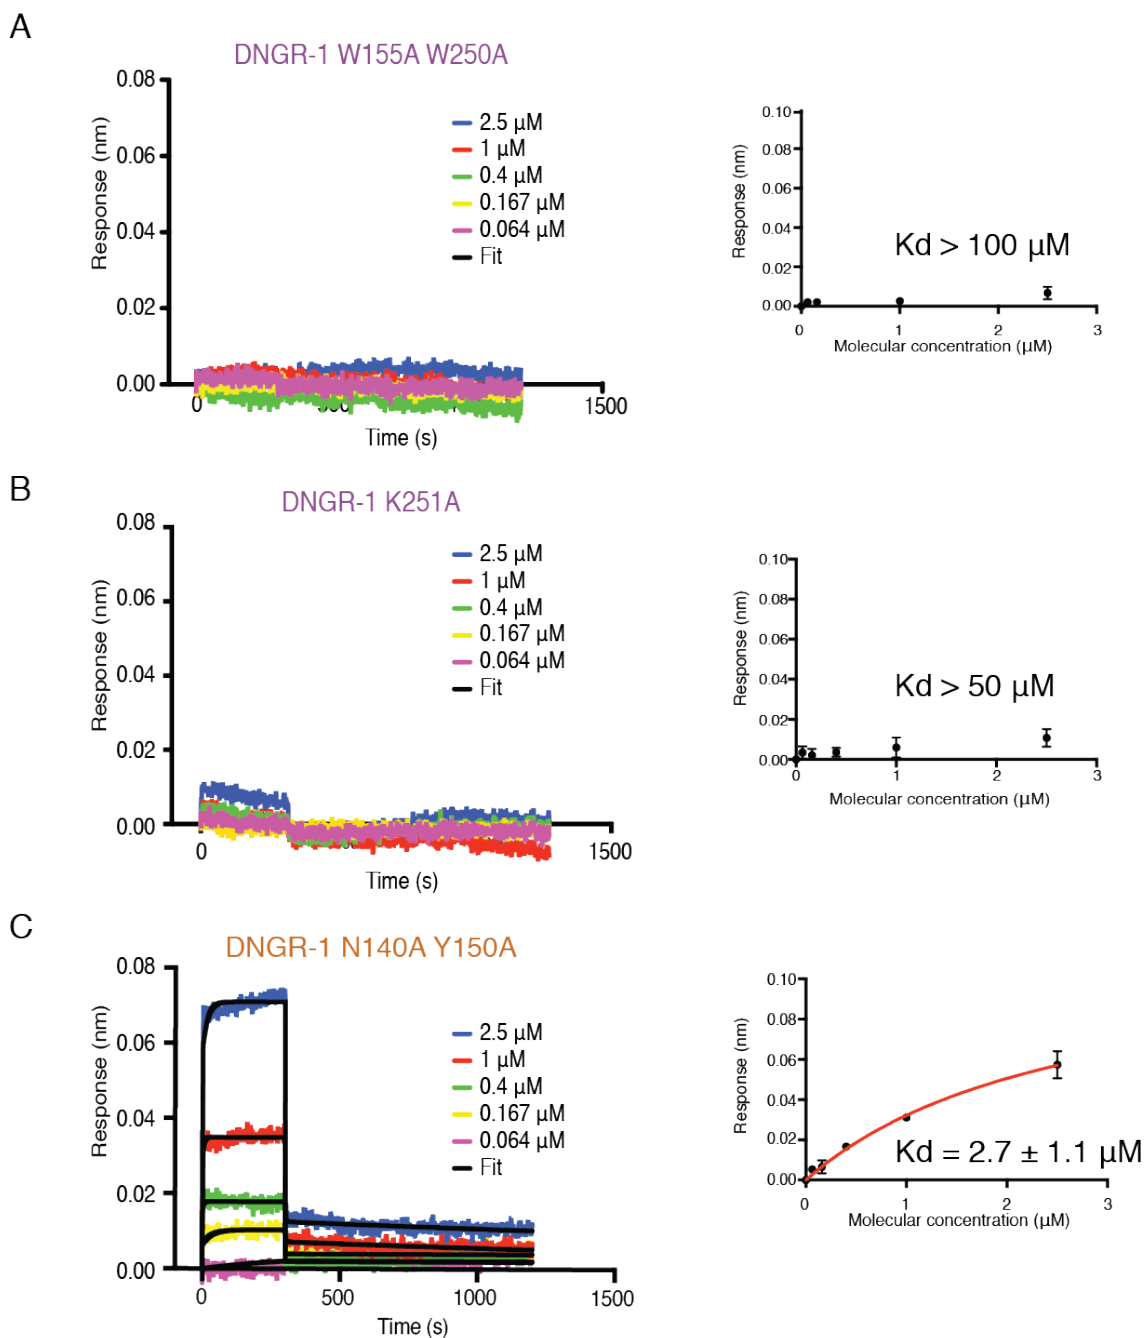 A
DNGR-1 W155A W250A
0.08
0.06
0.04
0.02
0.00
Response (nm)
2.5 µM
1 µM
0.4 µM
0.167 µM
0.064 µM
Fit
0
1500
Time (s)
0.10
0.08
0.06
0.04
0.02
0.00
Response (nm)
Kd > 100 µM
0
1
2
3
Molecular concentration (µM)
B
DNGR-1 K251A
0.08
0.06
0.04
0.02
0.00
Response (nm)
2.5 µM
1 µM
0.4 µM
0.167 µM
0.064 µM
Fit
0
1500
Time (s)
0.10
0.08
0.06
0.04
0.02
0.00
Response (nm)
Kd > 50 µM
0
1
2
3
Molecular concentration (µM)
C
DNGR-1 N140A Y150A
0.08
0.06
0.04
0.02
0.00
Response (nm)
2.5 µM
1 µM
0.4 µM
0.167 µM
0.064 µM
Fit
0
500
1000
1500
Time (s)
0.10
0.08
0.06
0.04
0.02
0.00
Response (nm)
Kd = 2.7 ± 1.1 µM
0
1
2
3
Molecular concentration (µM)